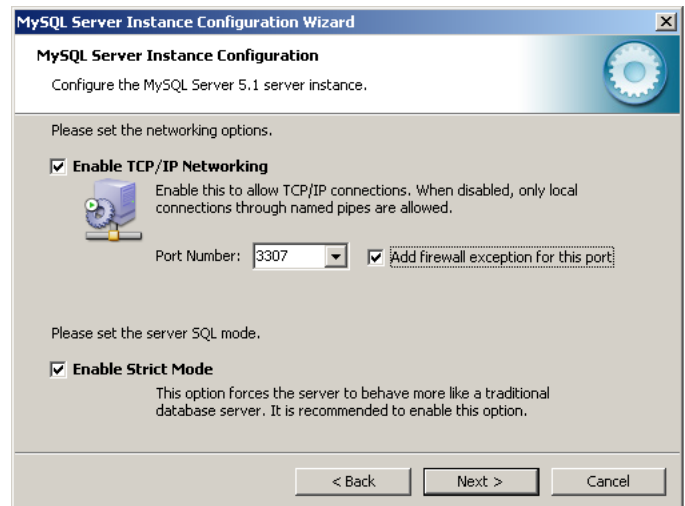 MySQL Server Instance Configuration Wizard
MySQL Server Instance Configuration
Configure the MySQL Server 5.1 server instance.
Please set the networking options.
Enable TCP/IP Networking
Enable this to allow TCP/IP connections. When disabled, only local
connections through named pipes are allowed.
Port Number: 3307 Add firewall exception for this port
Please set the server SQL mode.
Enable Strict Mode
This option forces the server to behave more like a traditional
database server. It is recommended to enable this option.
< Back Next > Cancel